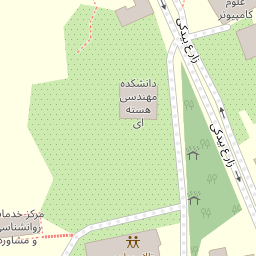 علوم
کامپیوتر
زارع بیدکی
دانشکده
مهندسی
هسته
ای
زارع بیدکی
مرکز خدمات
روانشناسی
و مشاوره